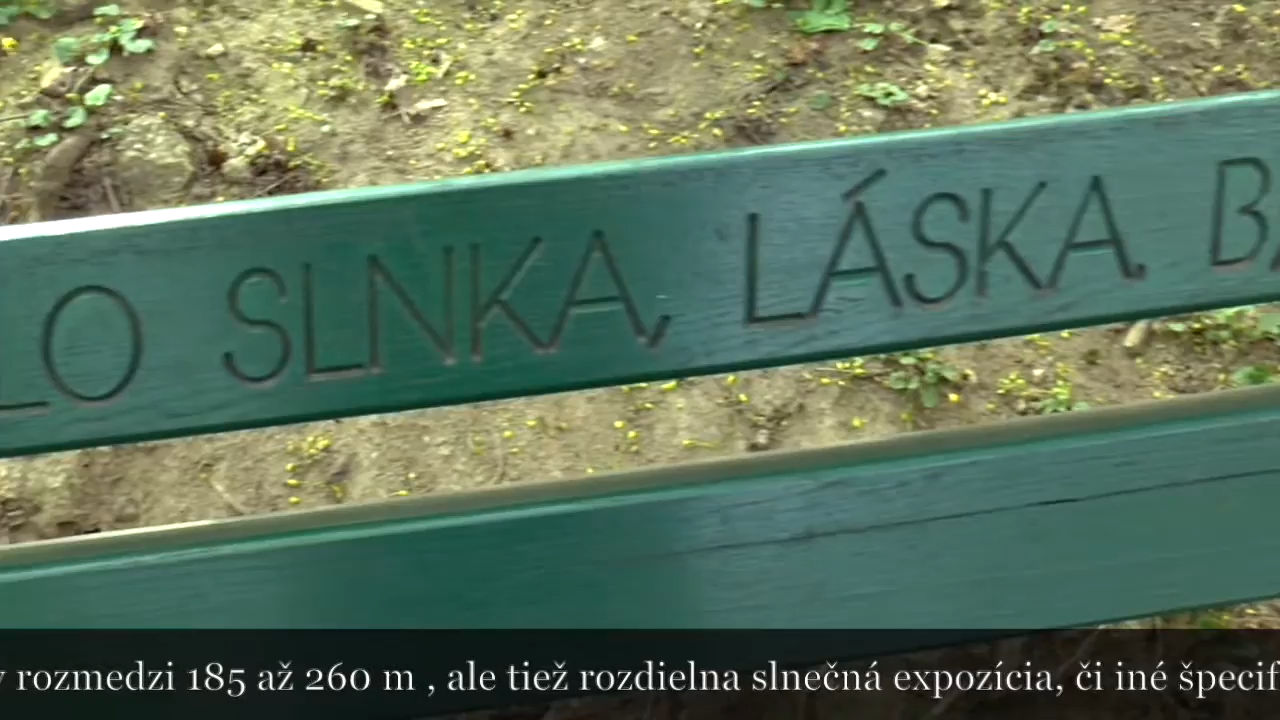 LO SLNKA, LÁSKA, B
v rozmedzi 185 až 260 m , ale tiež rozdielna slnečná expozícia, či iné špecif